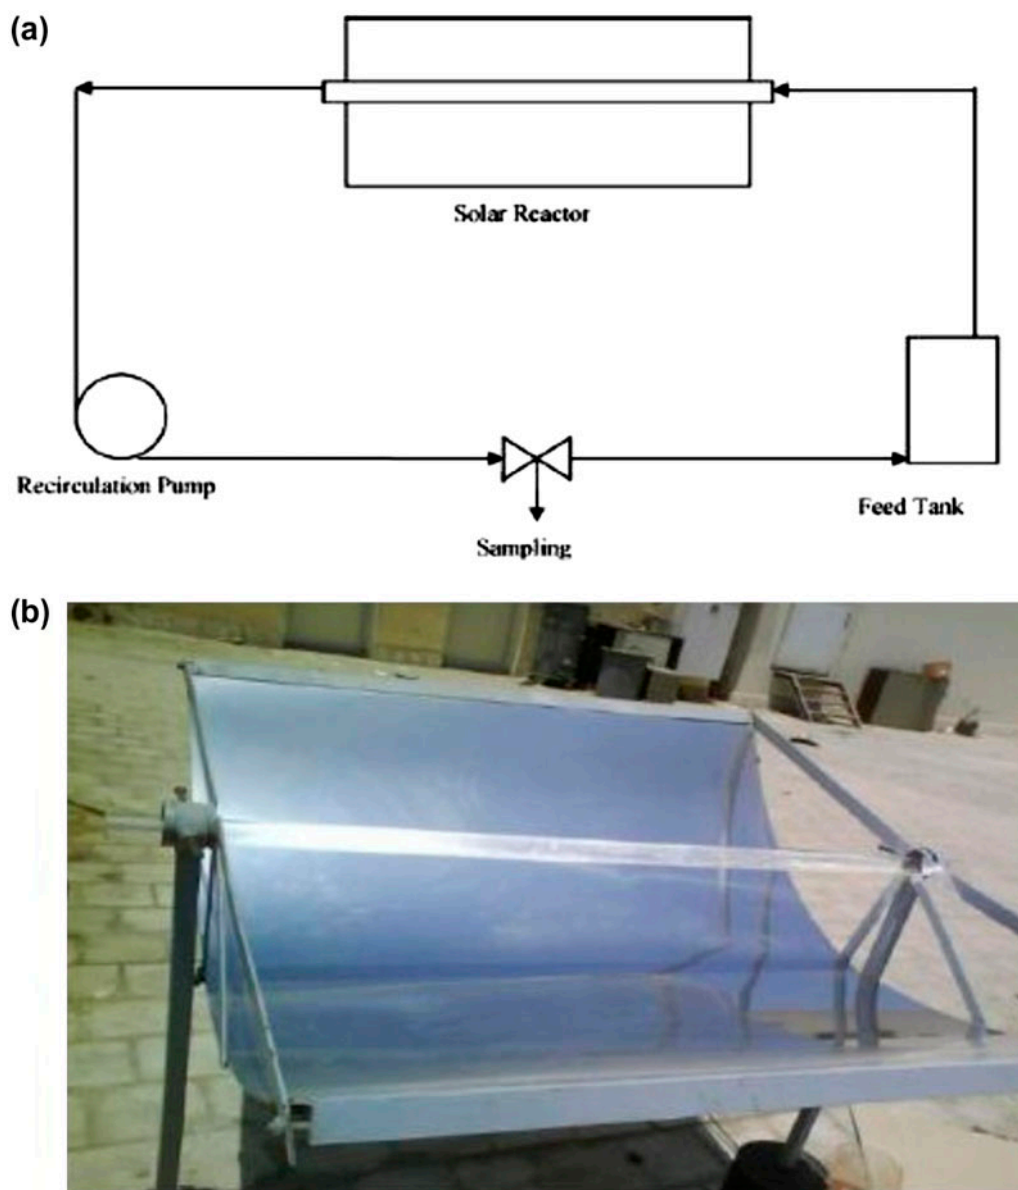 (a)
Solar Reactor
Recirculation Pump
Feed Tank
Sampling
(b)